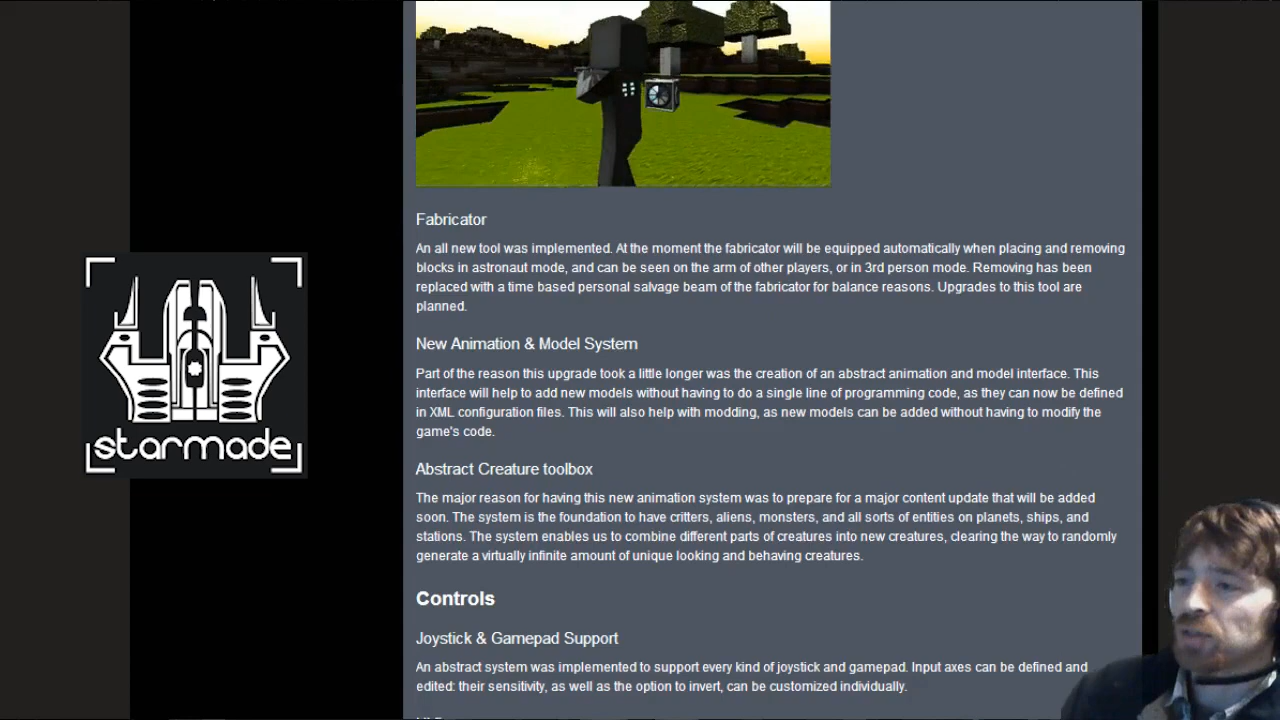 Fabricator
An all new tool was implemented. At the moment the fabricator will be equipped automatically when placing and removing
blocks in astronaut mode, and can be seen on the arm of other players, or in 3rd person mode. Removing has been
replaced with a time based personal salvage beam of the fabricator for balance reasons. Upgrades to this tool are
planned.
New Animation & Model System
Part of the reason this upgrade took a little longer was the creation of an abstract animation and model interface. This
interface will help to add new models without having to do a single line of programming code, as they can now be defined
in XML configuration files. This will also help with modding, as new models can be added without having to modify the
game's code.
Abstract Creature toolbox
The major reason for having this new animation system was to prepare for a major content update that will be added
soon. The system is the foundation to have critters, aliens, monsters, and all sorts of entities on planets, ships, and
stations. The system enables us to combine different parts of creatures into new creatures, clearing the way to randomly
generate a virtually infinite amount of unique looking and behaving creatures.
Controls
Joystick & Gamepad Support
An abstract system was implemented to support every kind of joystick and gamepad. Input axes can be defined and
edited: their sensitivity, as well as the option to invert, can be customized individually.
starmade